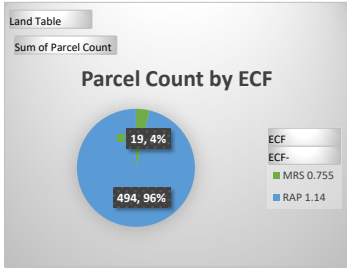 Land Table
Sum of Parcel Count
Parcel Count by ECF
19, 4%
494, 96%
ECF
ECF-
MRS 0.755
RAP 1.14